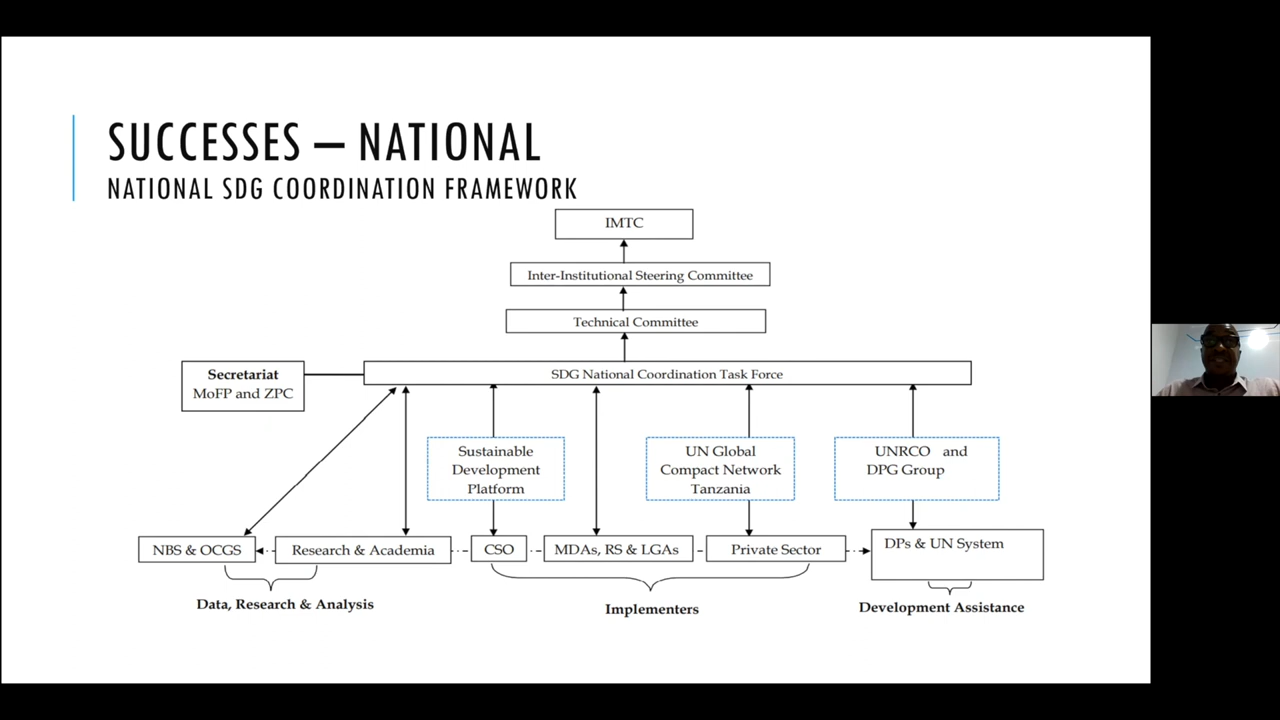 SUCCESSES – NATIONAL
NATIONAL SDG COORDINATION FRAMEWORK
IMTC
Inter-Institutional Steering Committee
Technical Committee
Secretariat
MoFP and ZPC
SDG National Coordination Task Force
Sustainable
Development
Platform
UN Global
Compact Network
Tanzania
UNRCO and
DPG Group
NBS & OCGS
Research & Academia
CSO
MDAs, RS & LGAs
Private Sector
DPs & UN System
Data, Research & Analysis
Implementers
Development Assistance